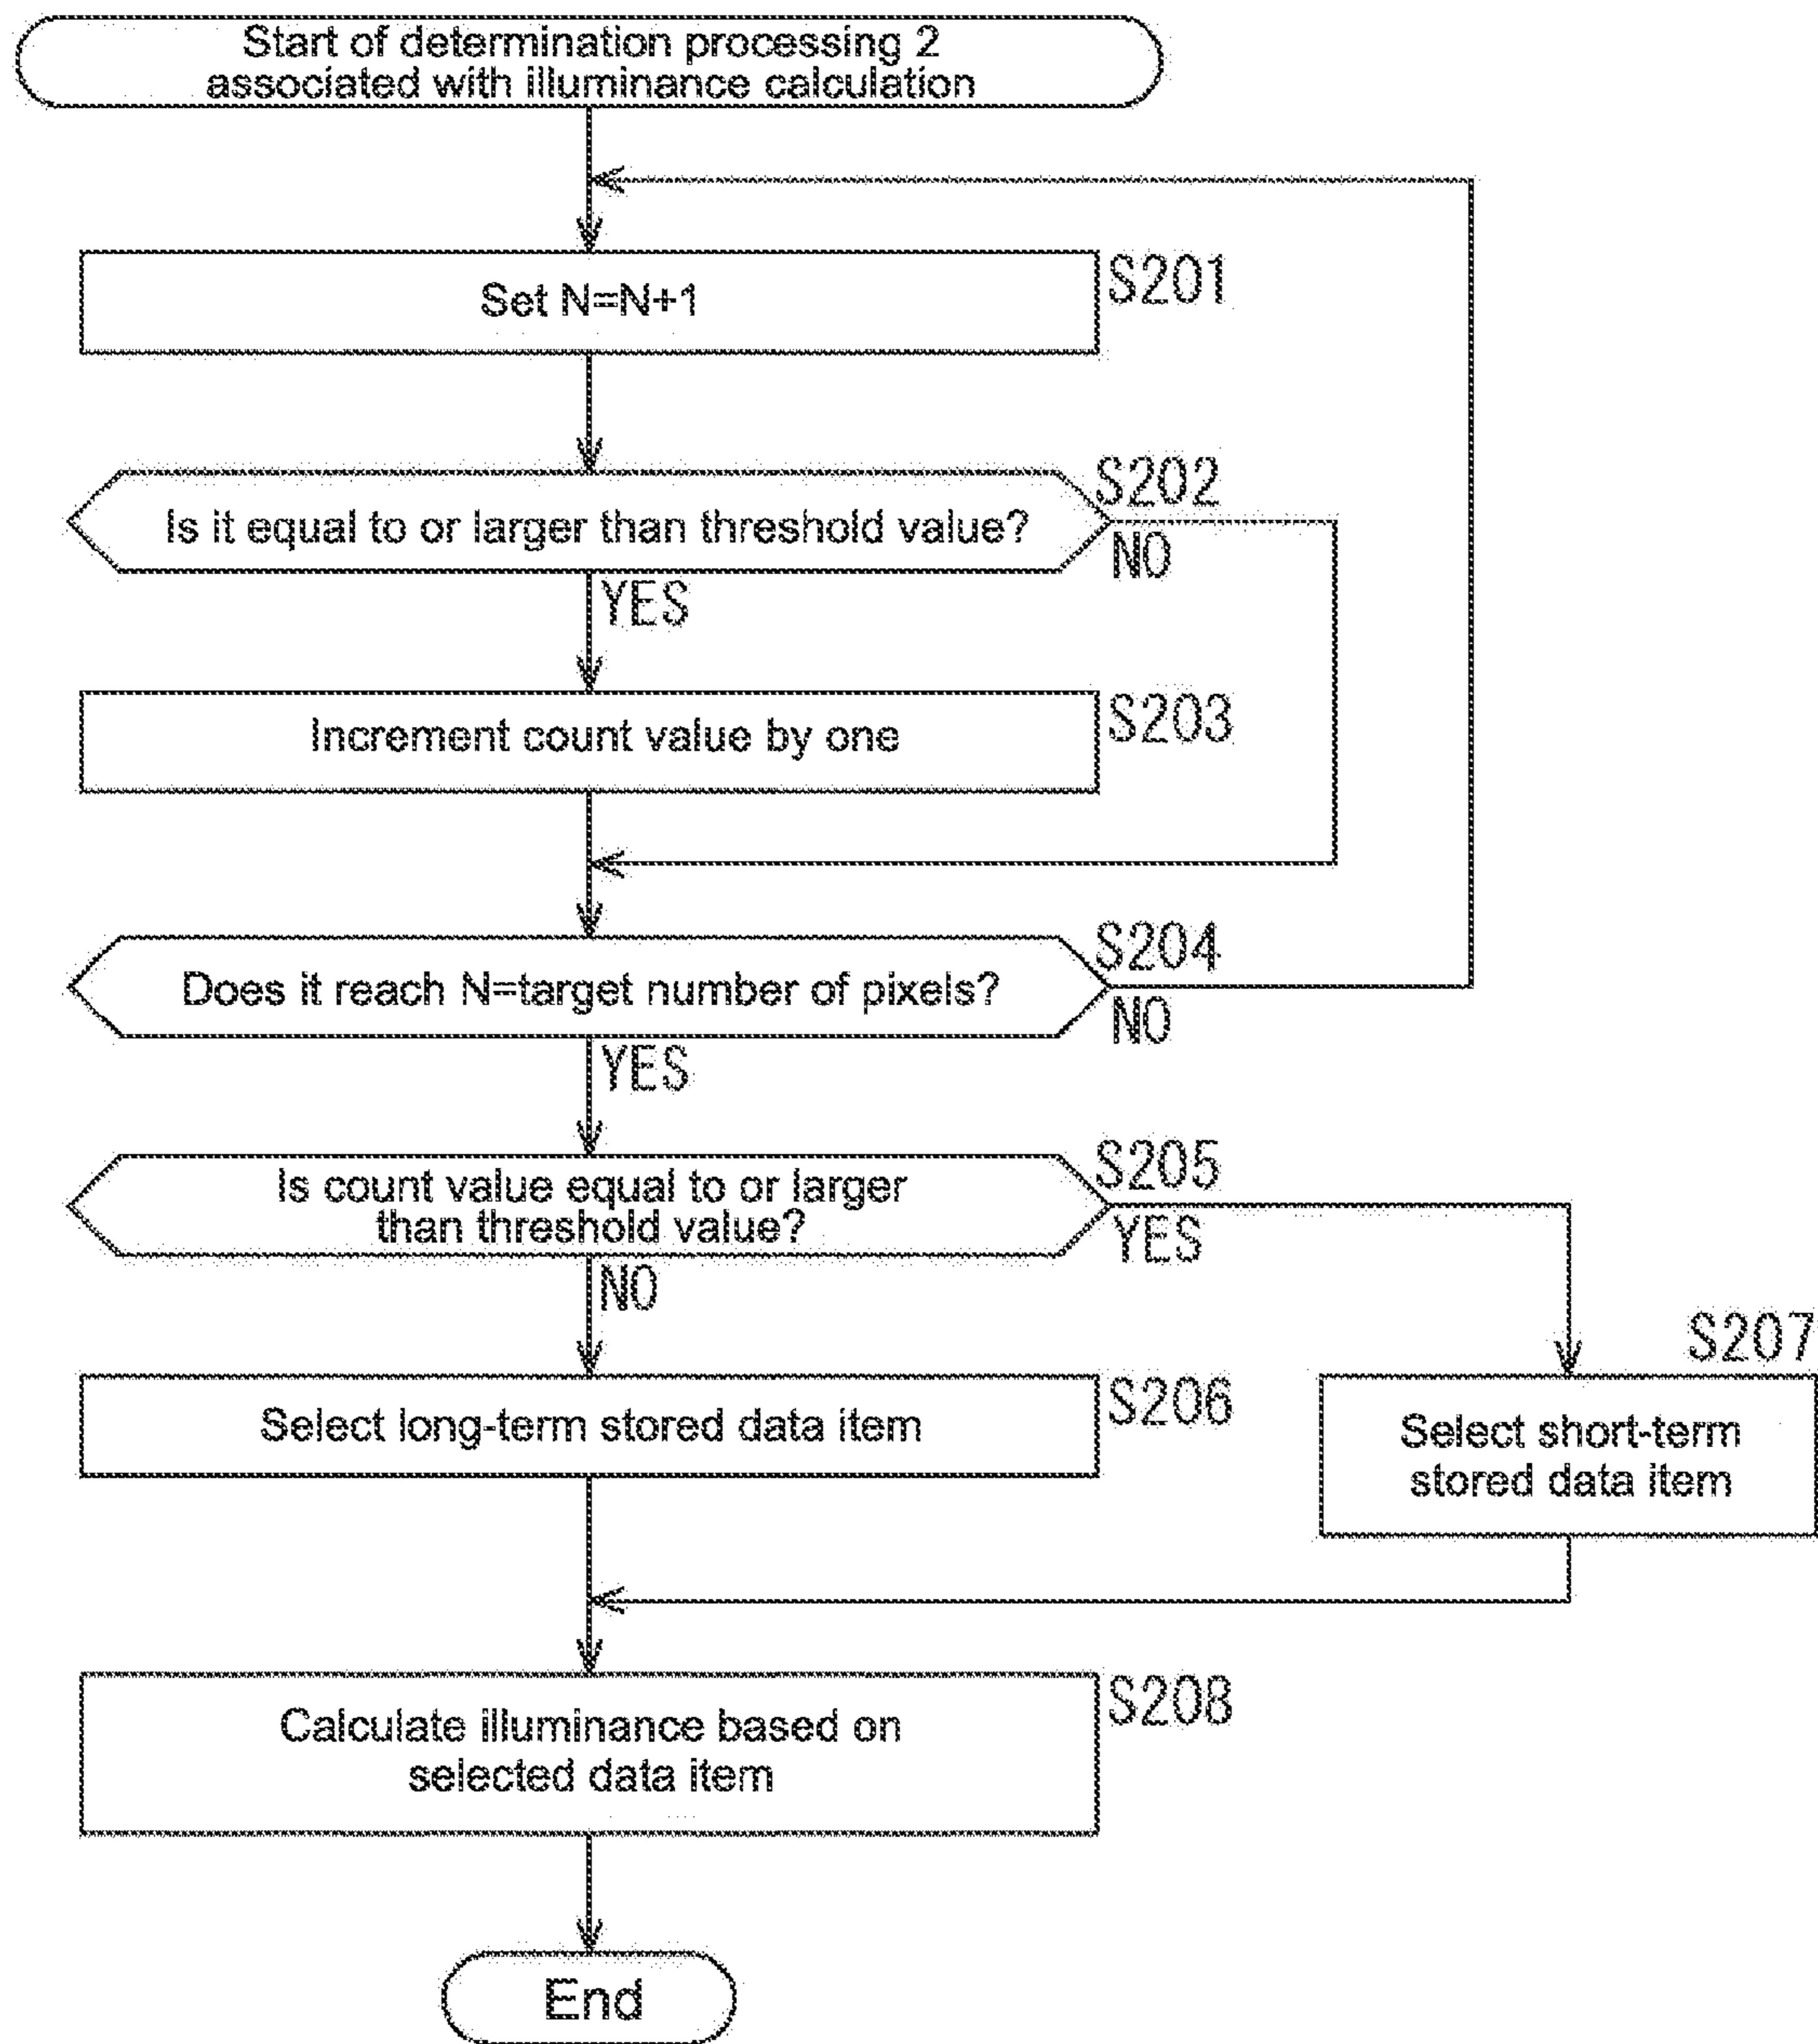 Start of determination processing 2
associated with illuminance calculation
Set N=N+1
S201
S202
Is it equal to or larger than threshold value?
NO
YES
Increment count value by one
S203
S204
Does it reach N=target number of pixels?
NO
YES
S205
Is count value equal to or larger
than threshold value?
YES
NO
S207
Select long-term stored data item
S206
Select short-term
stored data item
Calculate illuminance based on
selected data item
S208
End